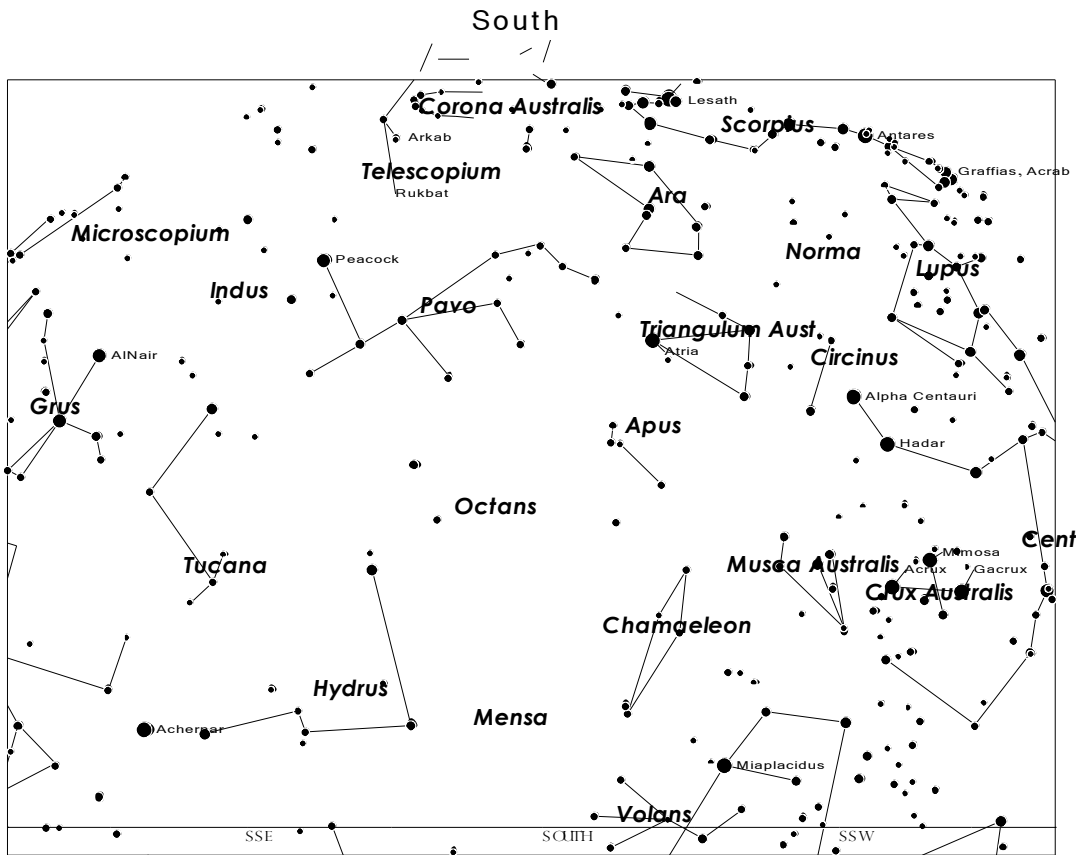 South
Lesath
Corona Australis
Scorpius
Antares
Arkab
Telescopium
Graffias, Acrab
Rukbat
Ara
Microscopium
Norma
Peacock
Lupus
Indus
Pavo
Triangulum Aust
Atria
AlNair
Circinus
Grus
Alpha Centauri
Apus
Hadar
Octans
Cent
Mimosa
Tucana
Musca Australis
Acrux
Gacrux
Crux Australis
Chamaeleon
Hydrus
Mensa
Achernar
Miaplacidus
Volans
SSE
SOUTH
SSW